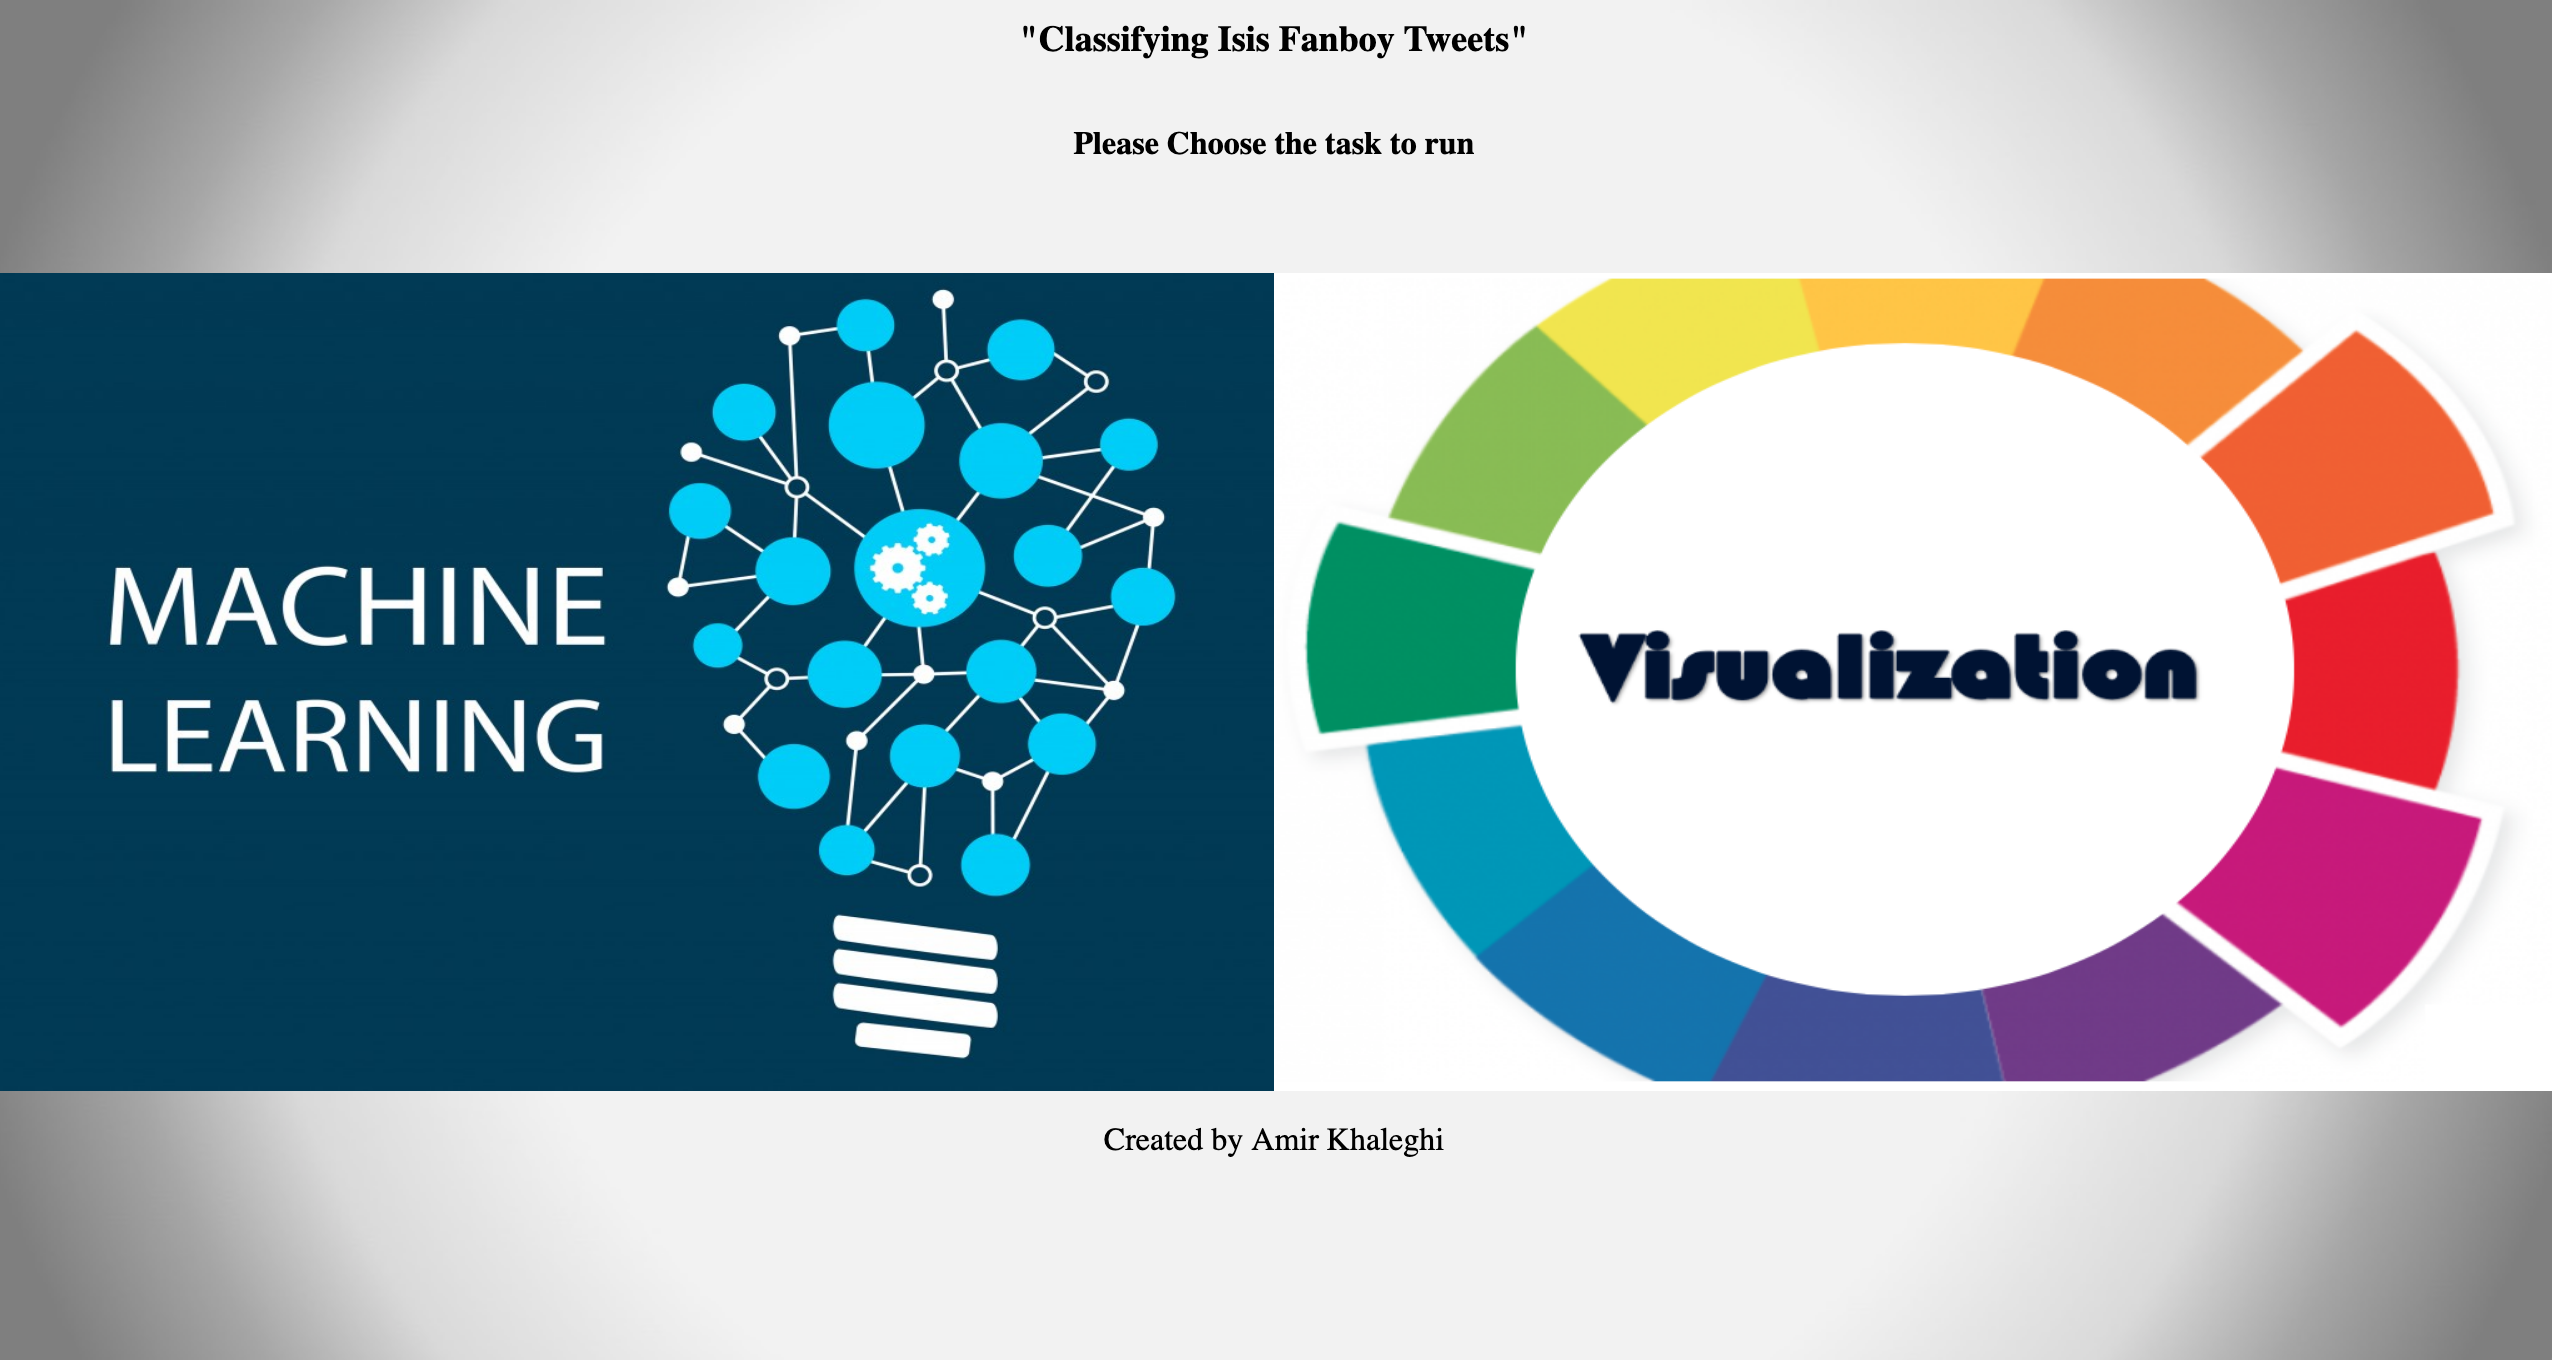 "Classifying Isis Fanboy Tweets"
Please Choose the task to run
MACHINE
LEARNING
Visualization
Created by Amir Khaleghi